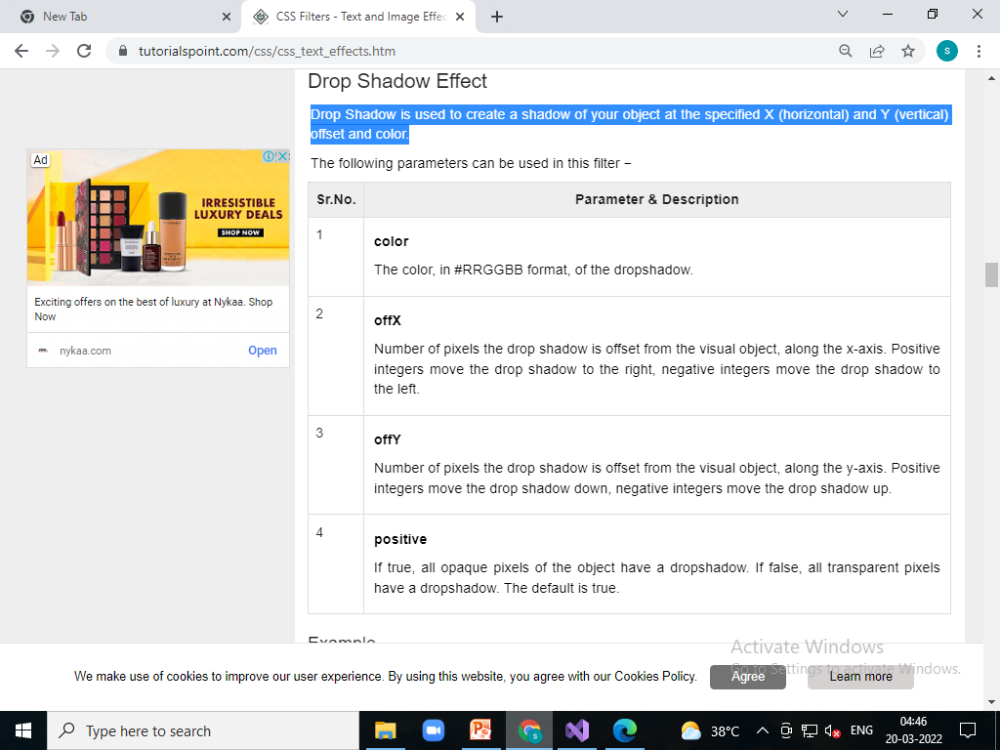 New Tab
CSS Filters - Text and Image Effec
tutorialspoint.com/css/css_text_effects.htm
s
Drop Shadow Effect
Drop Shadow is used to create a shadow of your object at the specified X (horizontal) and Y (vertical)
offset and color.
The following parameters can be used in this filter −
Ad
IRRESISTIBLE
LUXURY DEALS
SHOP NOW
Exciting offers on the best of luxury at Nykaa. Shop
Now
nykaa.com
Open
Sr.No.
Parameter & Description
1
color
The color, in #RRGGBB format, of the dropshadow.
2
offX
Number of pixels the drop shadow is offset from the visual object, along the x-axis. Positive
integers move the drop shadow to the right, negative integers move the drop shadow to
the left.
3
offY
Number of pixels the drop shadow is offset from the visual object, along the y-axis. Positive
integers move the drop shadow down, negative integers move the drop shadow up.
4
positive
If true, all opaque pixels of the object have a dropshadow. If false, all transparent pixels
have a dropshadow. The default is true.
Example
Activate Windows
Go to Settings to activate Windows.
We make use of cookies to improve our user experience. By using this website, you agree with our Cookies Policy.
Agree
Learn more
Type here to search
38°C
ENG
04:46
20-03-2022